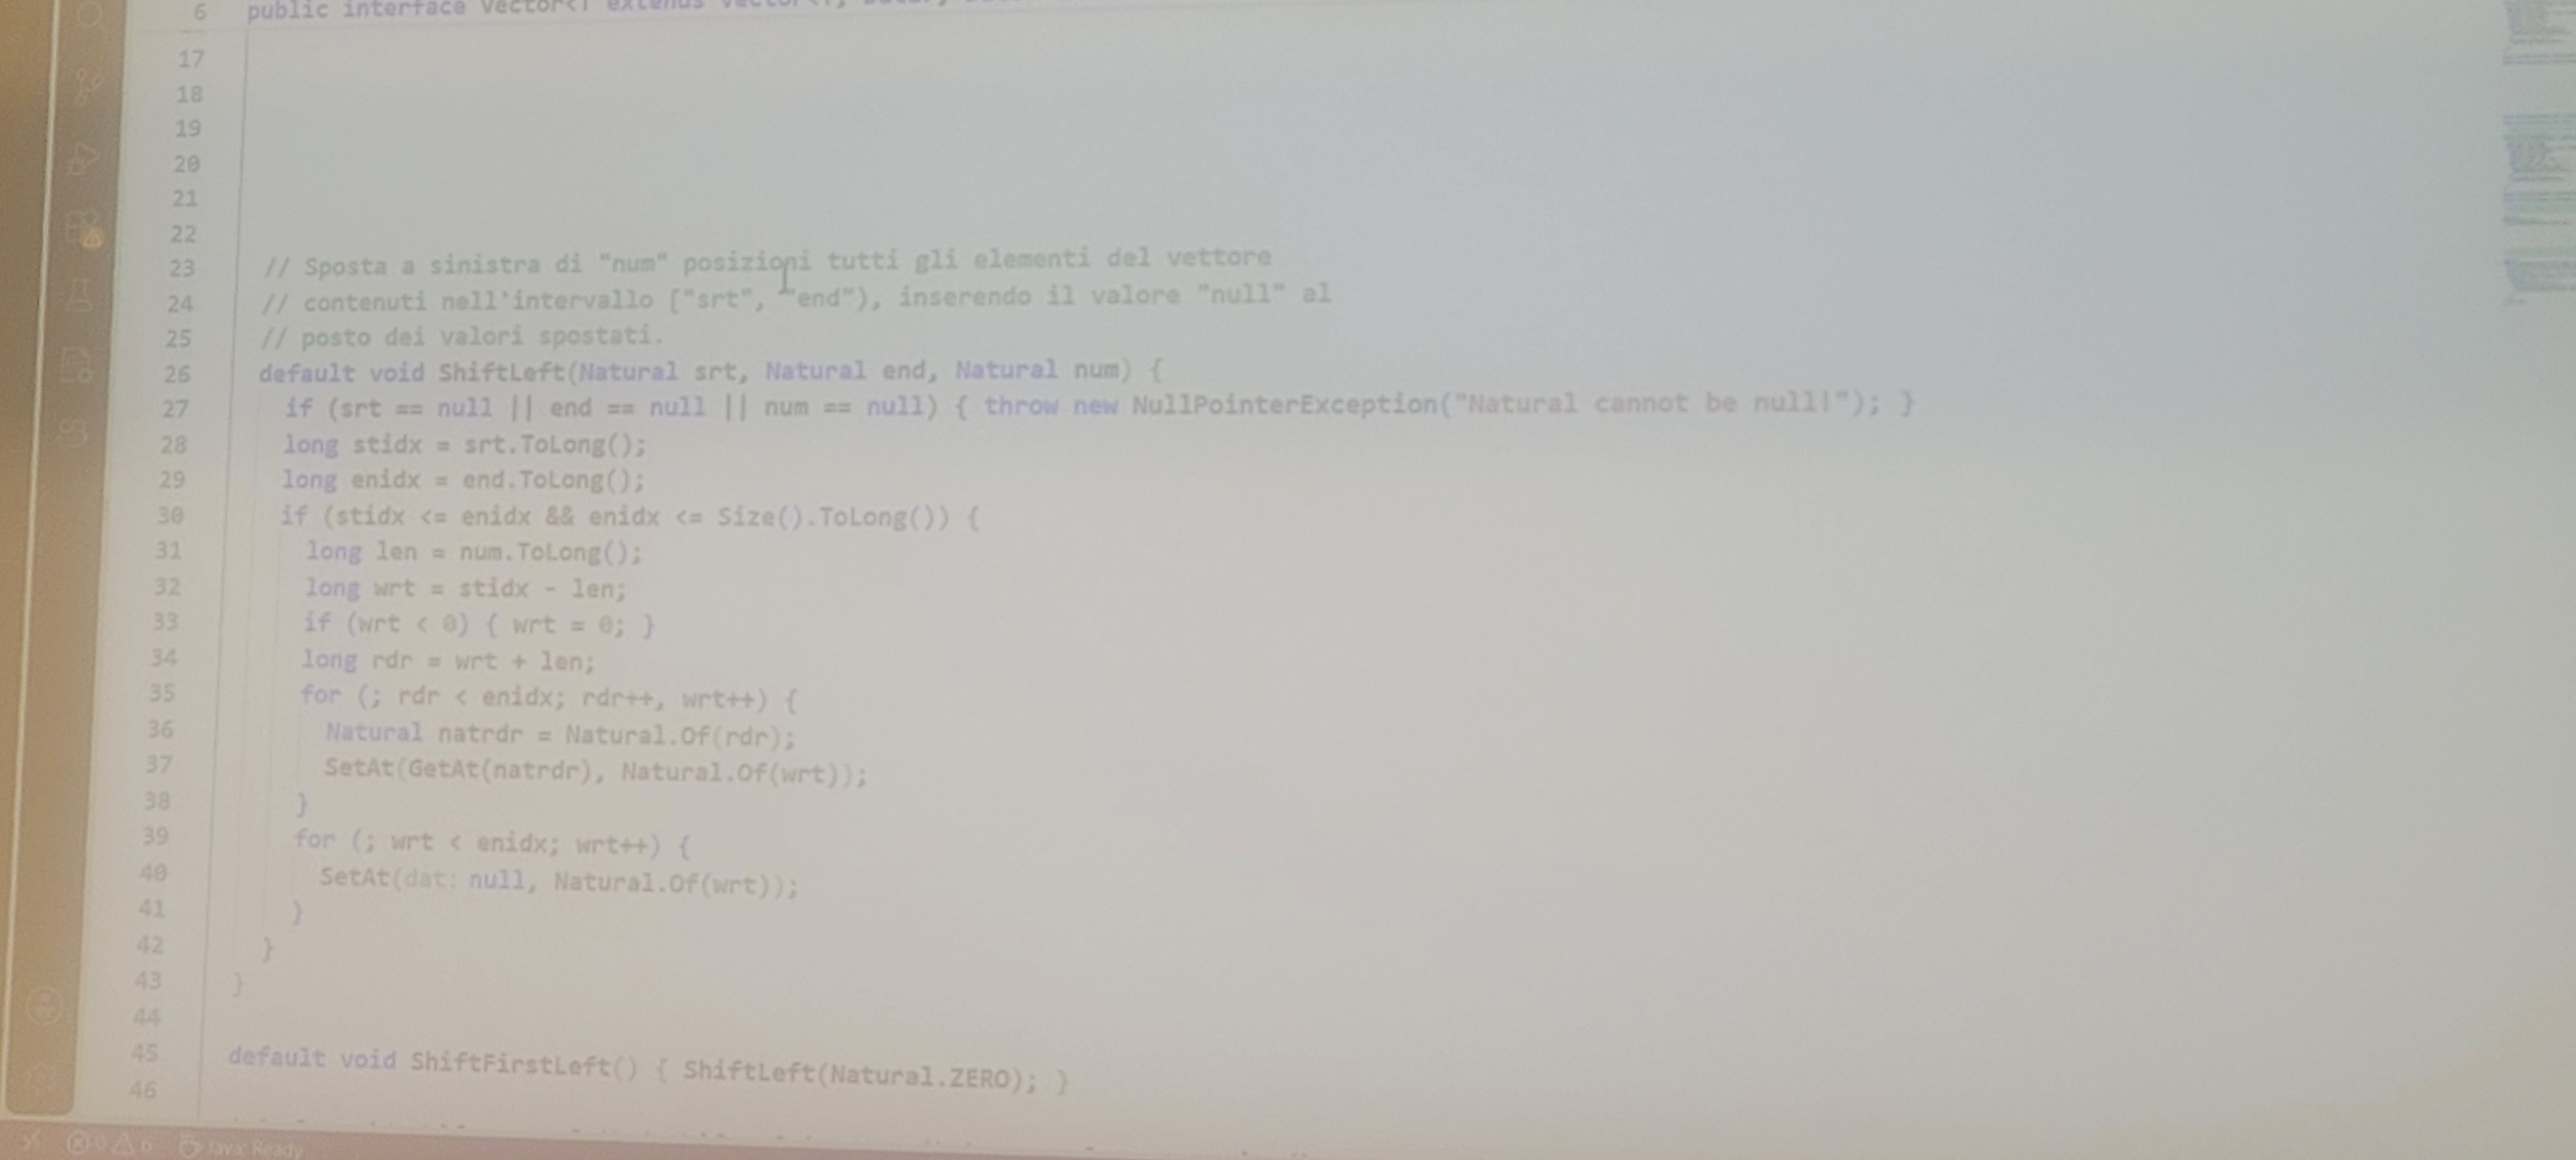 6 public interface Vector<
17
18
19
20
21
22
23 // Sposta a sinistra di "num" posizioni tutti gli elementi del vettore
24 // contenuti nell'intervallo ["srt", "end"), inserendo il valore "null" al
25 // posto dei valori spostati.
26 default void ShiftLeft(Natural srt, Natural end, Natural num) {
27 if (srt == null || end == null || num == null) { throw new NullPointerException("Natural cannot be null!"); }
28 long stidx = srt.ToLong();
29 long enidx = end.ToLong();
30 if (stidx <= enidx && enidx <= Size().ToLong()) {
31 long len = num.ToLong();
32 long wrt = stidx - len;
33 if (wrt < 0) { wrt = 0; }
34 long rdr = wrt + len;
35 for (; rdr < enidx; rdr++, wrt++) {
36 Natural natrdr = Natural.Of(rdr);
37 SetAt(GetAt(natrdr), Natural.Of(wrt));
38 }
39 for (; wrt < enidx; wrt++) {
40 SetAt(dat: null, Natural.Of(wrt));
41 }
42 }
43 }
44
45 default void ShiftFirstLeft() { ShiftLeft(Natural.ZERO); }
46
0 6 Java: Ready